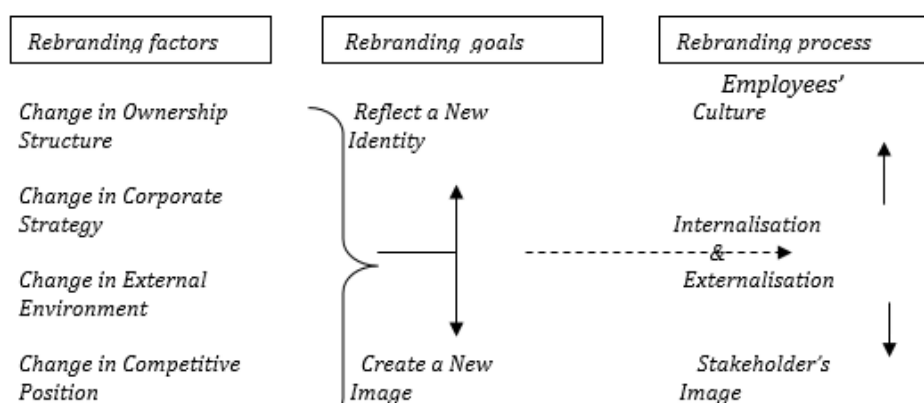 Rebranding factors
Rebranding goals
Rebranding process
Change in Ownership
Structure
Change in Corporate
Strategy
Change in External
Environment
Change in Competitive
Position
Reflect a New
Identity
Create a New
Image
Employees’
Culture
Internalisation
&
Externalisation
Stakeholder’s
Image